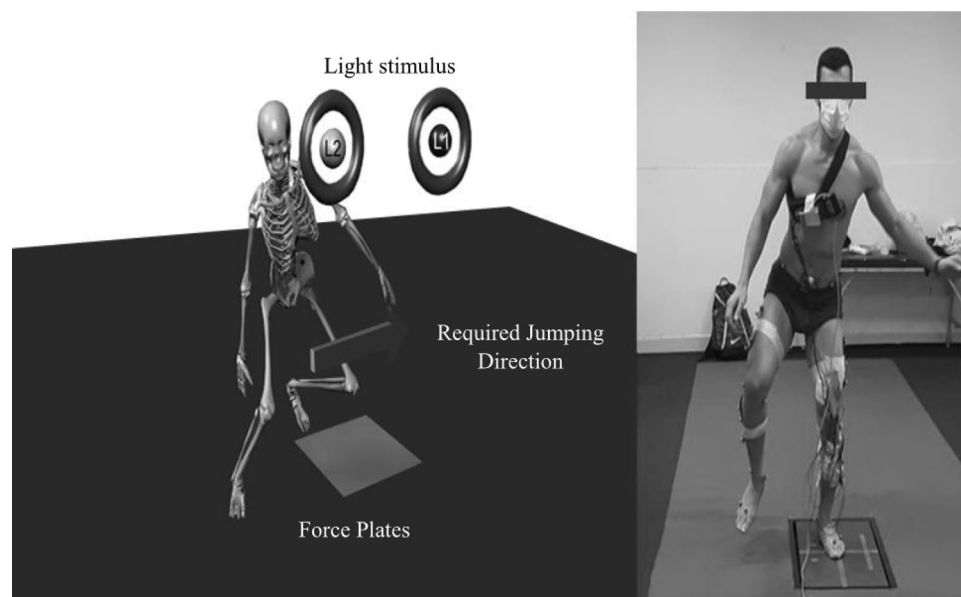 Light stimulus
L2
L1
Required Jumping
Direction
Force Plates